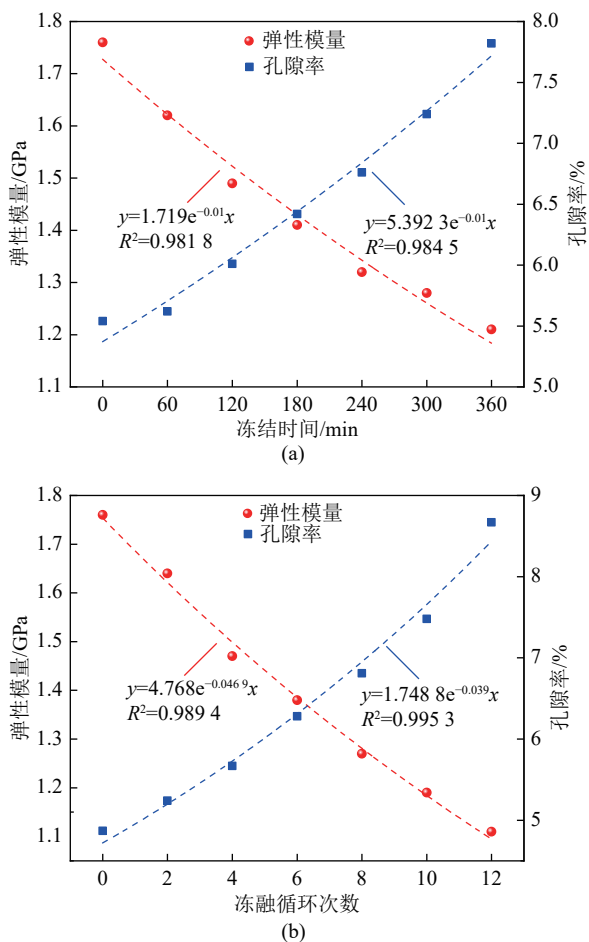 1.8
1.7
1.6
1.5
1.4
1.3
1.2
1.1
弹性模量/GPa
弹性模量
孔隙率
y=1.719e^{−0.01}x
R²=0.981 8
y=5.392 3e^{−0.01}x
R²=0.984 5
8.0
7.5
7.0
6.5
6.0
5.5
5.0
孔隙率/%
0 60 120 180 240 300 360
冻结时间/min
(a)
1.8
1.7
1.6
1.5
1.4
1.3
1.2
1.1
弹性模量/GPa
弹性模量
孔隙率
y=4.768e^{−0.046 9}x
R²=0.989 4
y=1.748 8e^{−0.039}x
R²=0.995 3
9
8
7
6
5
孔隙率/%
0 2 4 6 8 10 12
冻融循环次数
(b)